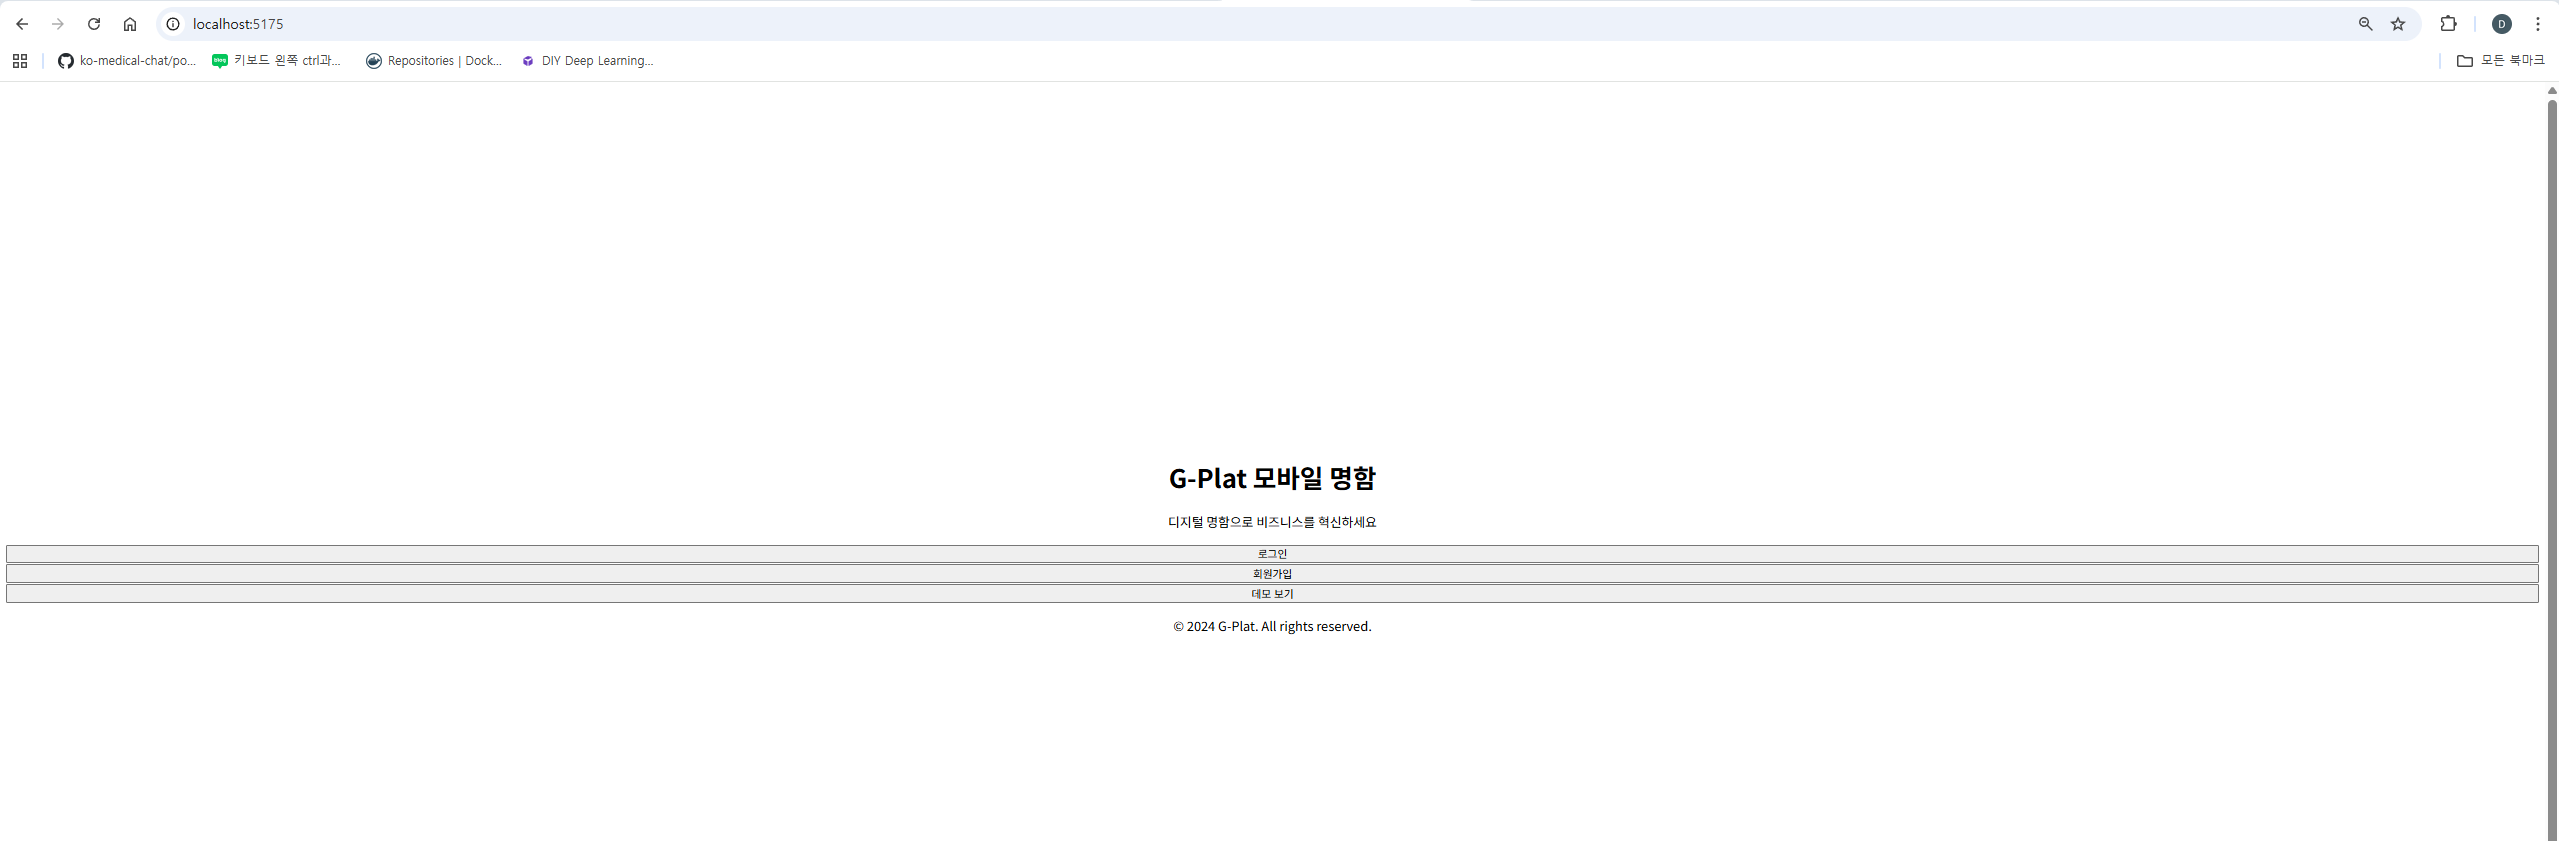 localhost:5175
D
ko-medical-chat/po...
키보드 왼쪽 ctrl과...
Repositories | Dock...
DIY Deep Learning...
모든 북마크
G-Plat 모바일 명함
디지털 명함으로 비즈니스를 혁신하세요
로그인
회원가입
데모 보기
© 2024 G-Plat. All rights reserved.